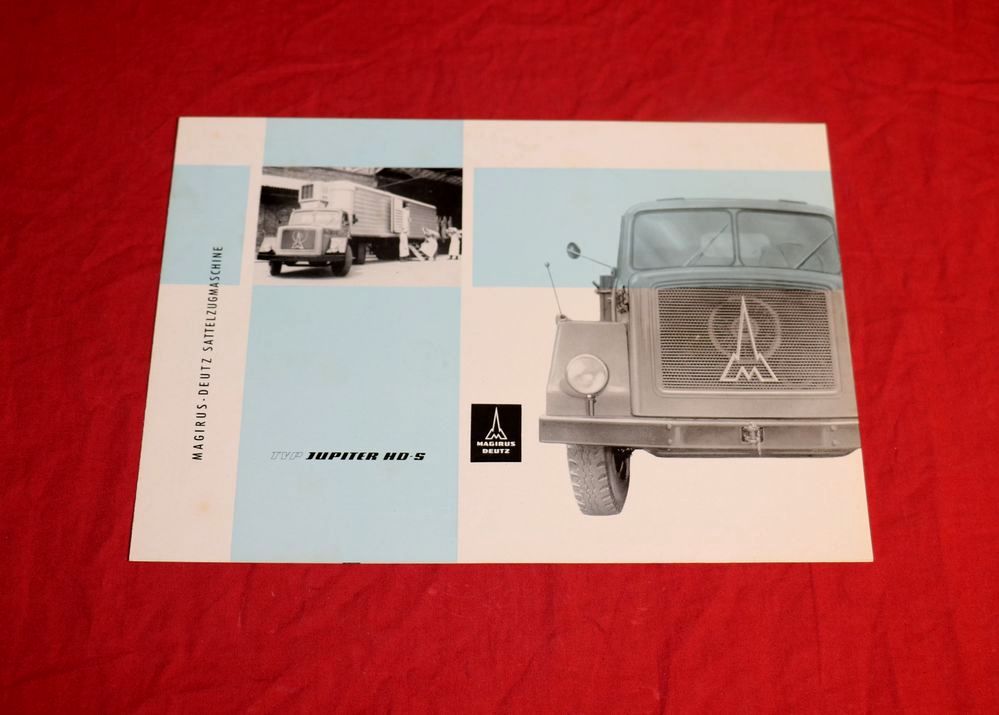 MAGIRUS-DEUTZ SATTELZUGMASCHINE
TYP JUPITER HD-S
MAGIRUS
DEUTZ